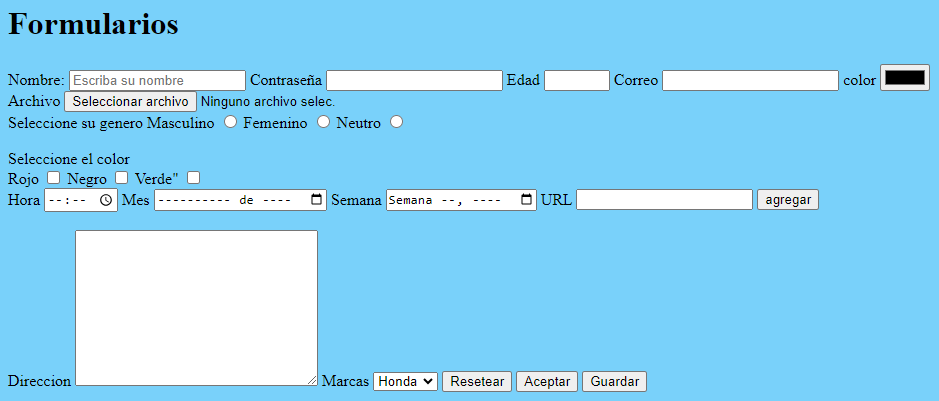 Formularios
Nombre: Escriba su nombre Contraseña Edad Correo color
Archivo Seleccionar archivo Ninguno archivo selec.
Seleccione su genero Masculino Femenino Neutro
Seleccione el color
Rojo Negro Verde"
Hora --:-- Mes ---------- de ---- Semana Semana --, ---- URL agregar
Direccion Marcas Honda Resetear Aceptar Guardar